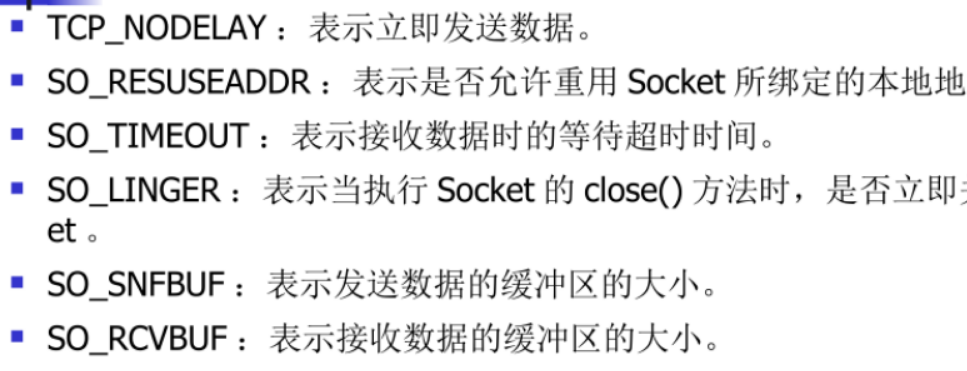 TCP_NODELAY：表示立即发送数据。
SO_RESUSEADDR：表示是否允许重用 Socket 所绑定的本地地
SO_TIMEOUT：表示接收数据时的等待超时时间。
SO_LINGER：表示当执行 Socket 的 close() 方法时，是否立即
et 。
SO_SNFBUF：表示发送数据的缓冲区的大小。
SO_RCVBUF：表示接收数据的缓冲区的大小。